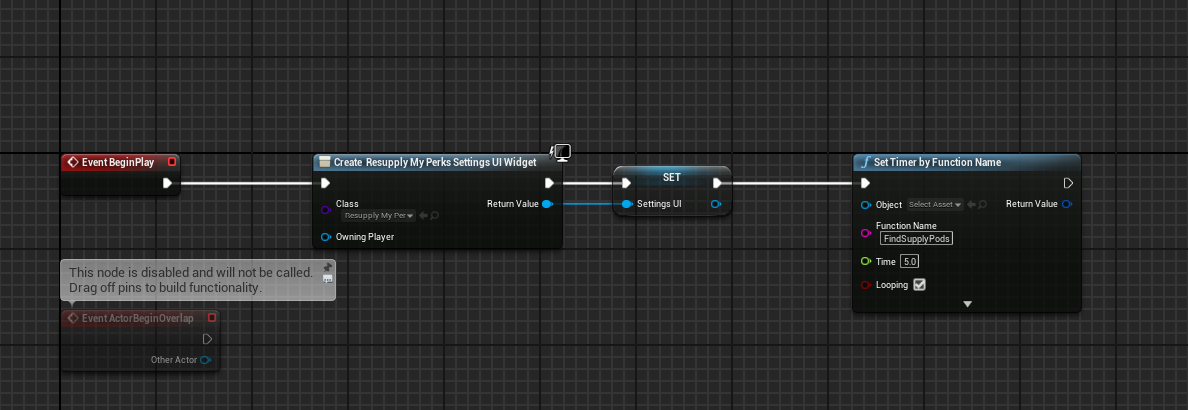 Event BeginPlay
Create Resupply My Perks Settings UI Widget
Class
Resupply My Per
Return Value
Owning Player
SET
Settings UI
Set Timer by Function Name
Object
Select Asset
Return Value
Function Name
FindSupplyPods
Time
5.0
Looping
This node is disabled and will not be called.
Drag off pins to build functionality.
Event ActorBeginOverlap
Other Actor